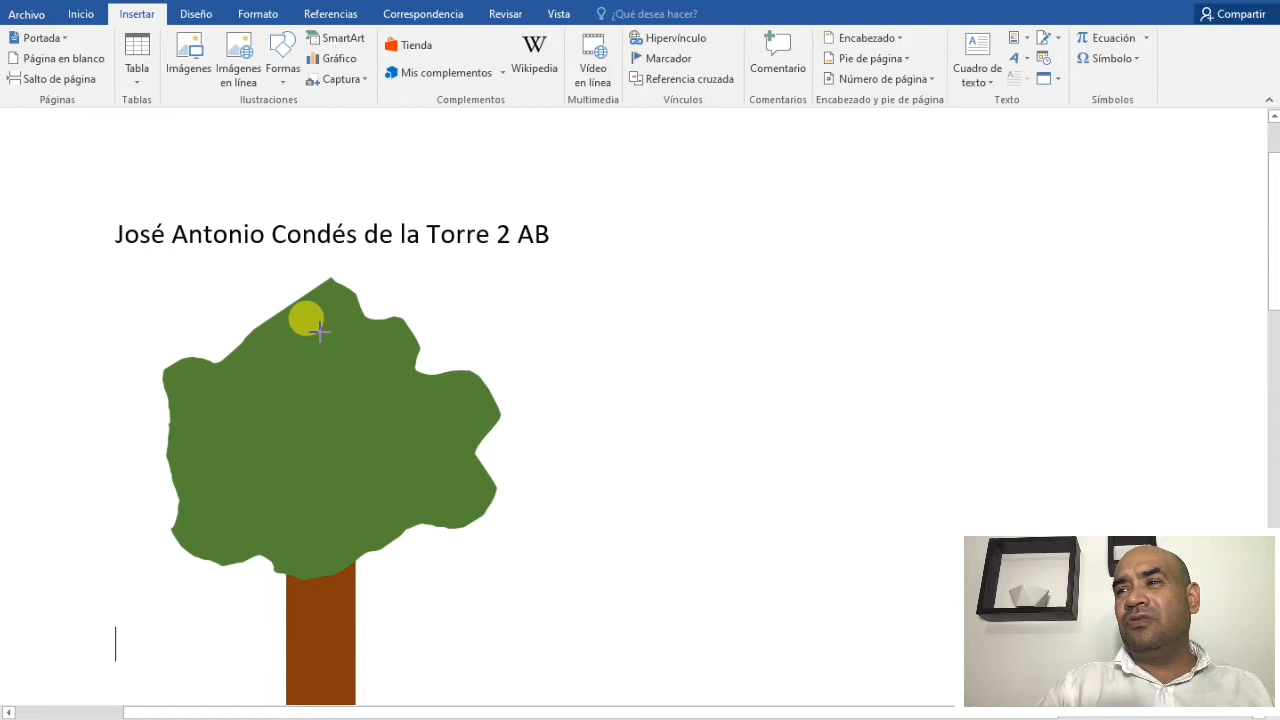 Archivo Inicio Insertar Diseño Formato Referencias Correspondencia Revisar Vista ¿Qué desea hacer? Compartir
Portada
Página en blanco
Salto de página
Páginas
Tabla
Tablas
Imágenes
Imágenes en línea
Formas
SmartArt
Gráfico
Captura
Ilustraciones
Tienda
Mis complementos
W
Wikipedia
Complementos
Vídeo en línea
Multimedia
Hipervínculo
Marcador
Referencia cruzada
Vínculos
Comentario
Comentarios
Encabezado
Pie de página
Número de página
Encabezado y pie de página
A
Cuadro de texto
Texto
π Ecuación
Ω Símbolo
Símbolos
José Antonio Condés de la Torre 2 AB